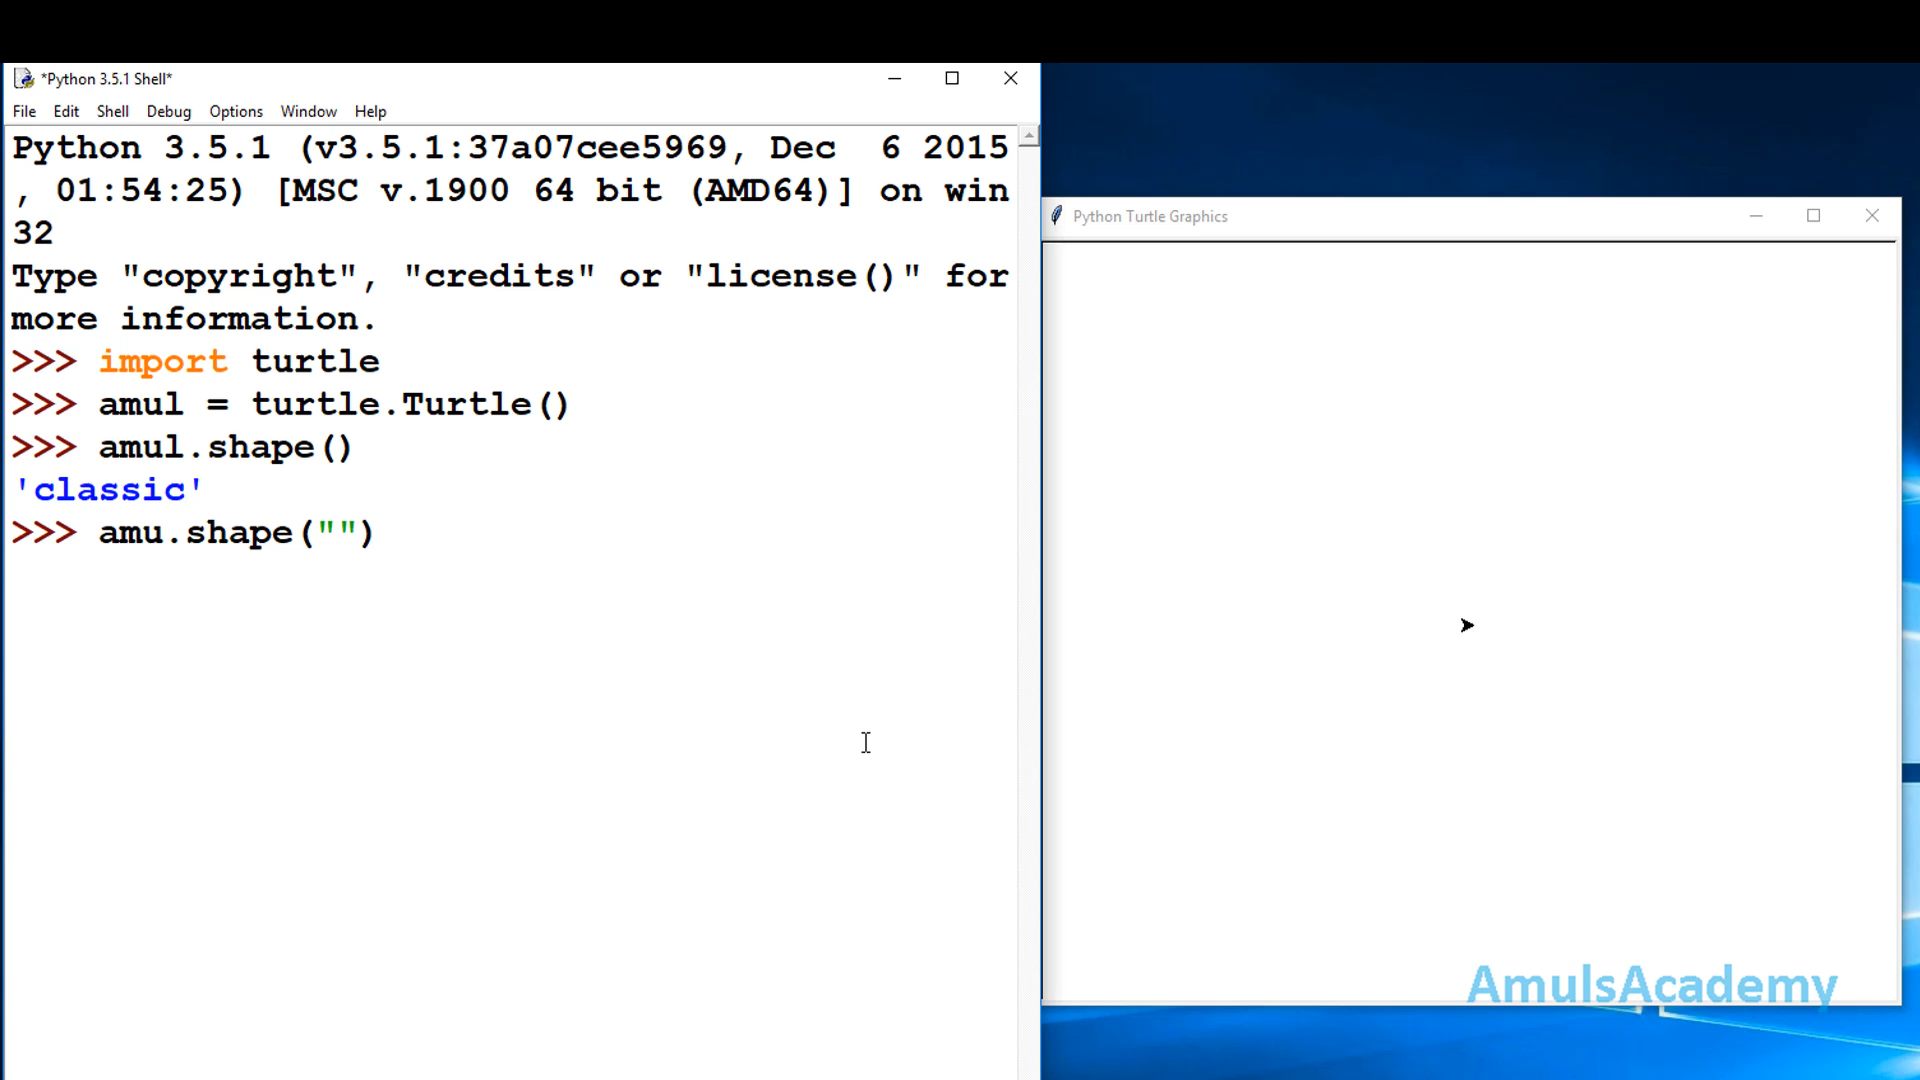 *Python 3.5.1 Shell*
File Edit Shell Debug Options Window Help
Python 3.5.1 (v3.5.1:37a07cee5969, Dec  6 2015
, 01:54:25) [MSC v.1900 64 bit (AMD64)] on win
32
Type "copyright", "credits" or "license()" for
more information.
>>> import turtle
>>> amul = turtle.Turtle()
>>> amul.shape()
'classic'
>>> amu.shape("")
Python Turtle Graphics
AmulsAcademy